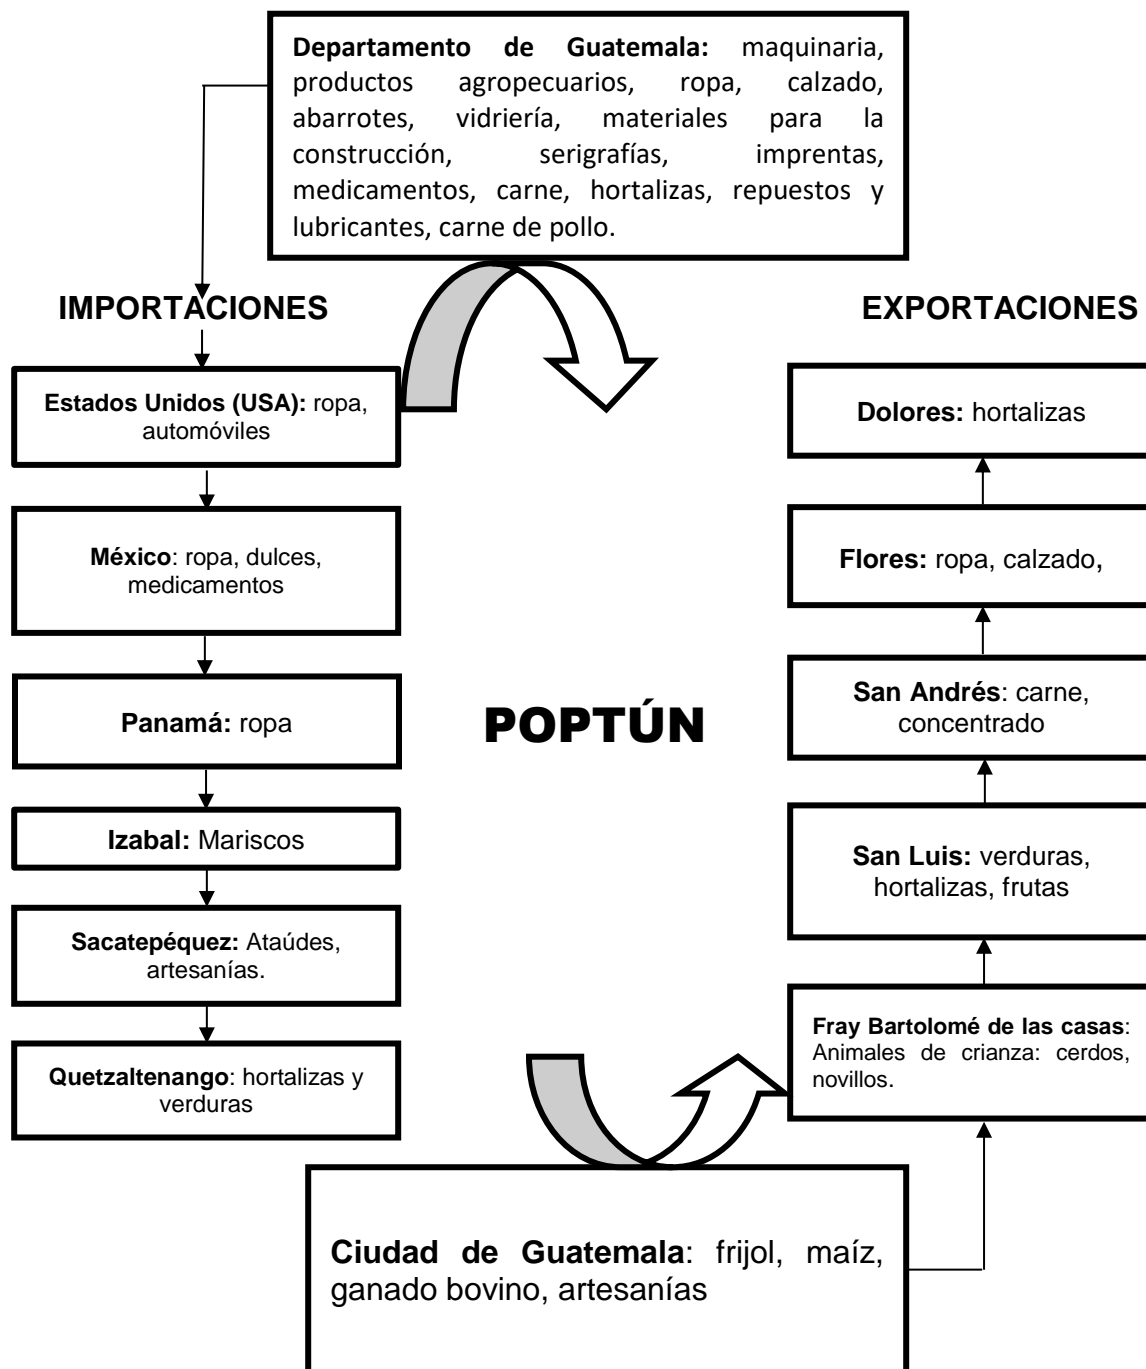 Departamento de Guatemala: maquinaria,
productos agropecuarios, ropa, calzado,
abarrotes, vidriería, materiales para la
construcción, serigrafías, imprentas,
medicamentos, carne, hortalizas, repuestos y
lubricantes, carne de pollo.
IMPORTACIONES
Estados Unidos (USA): ropa,
automóviles
México: ropa, dulces,
medicamentos
Panamá: ropa
Izabal: Mariscos
Sacatepéquez: Ataúdes,
artesanías.
Quetzaltenango: hortalizas y
verduras
POPTÚN
EXPORTACIONES
Dolores: hortalizas
Flores: ropa, calzado,
San Andrés: carne,
concentrado
San Luis: verduras,
hortalizas, frutas
Fray Bartolomé de las casas:
Animales de crianza: cerdos,
novillos.
Ciudad de Guatemala: frijol, maíz,
ganado bovino, artesanías